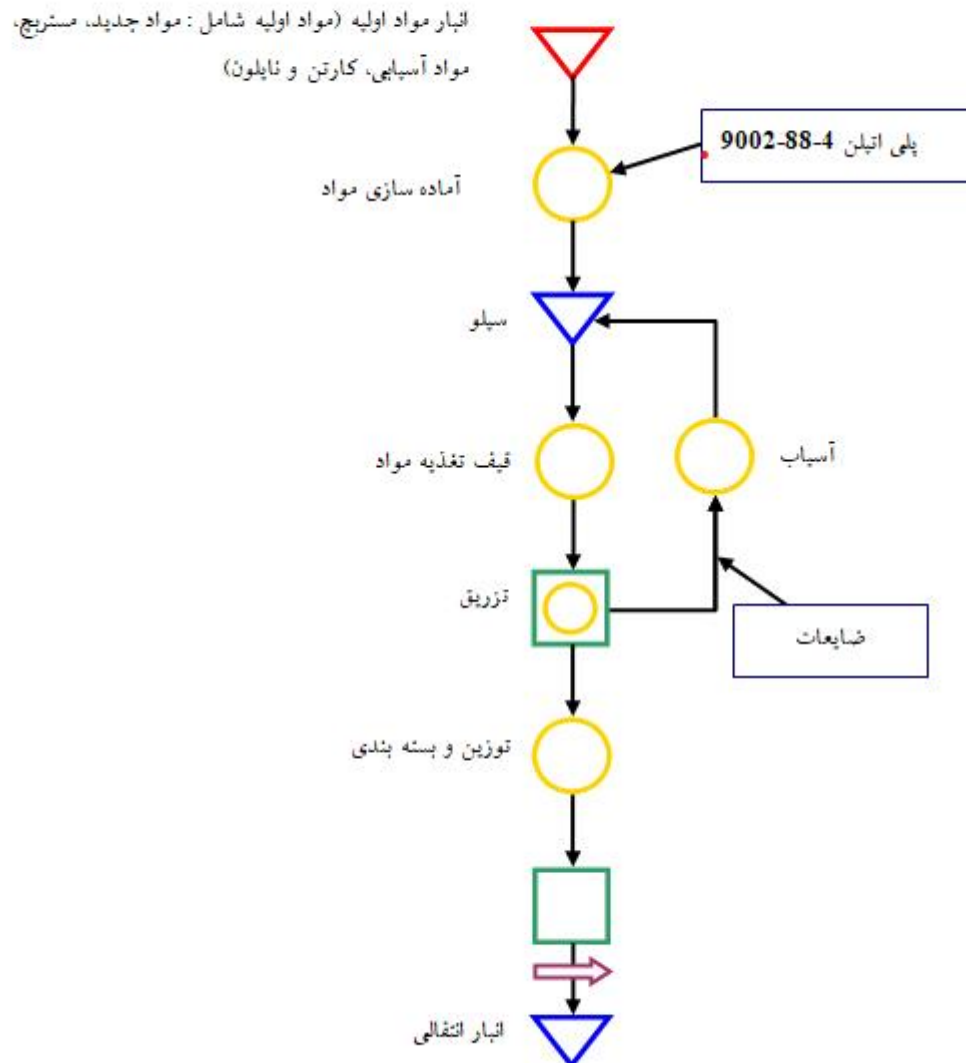 انبار مواد اولیه (مواد اولیه شامل : مواد جدید، مستربچ،
مواد آسیابی، کارتن و نایلون)
پلی اتیلن 9002-88-4
آماده سازی مواد
سیلو
قیف تغذیه مواد
آسیاب
تزریق
ضایعات
توزین و بسته بندی
انبار انتقالی